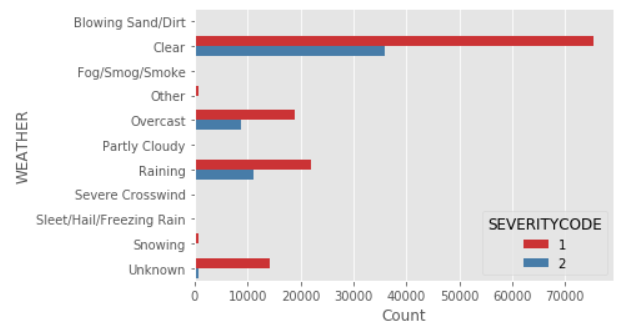 Blowing Sand/Dirt
Clear
Fog/Smog/Smoke
Other
Overcast
Partly Cloudy
Raining
Severe Crosswind
Sleet/Hail/Freezing Rain
Snowing
Unknown
WEATHER
SEVERITYCODE
1
2
0 10000 20000 30000 40000 50000 60000 70000
Count